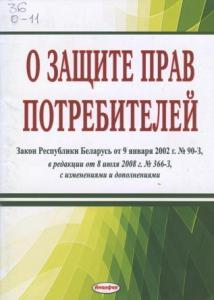 36
О-11
О ЗАЩИТЕ ПРАВ
ПОТРЕБИТЕЛЕЙ
Закон Республики Беларусь от 9 января 2002 г. № 90-З,
в редакции от 8 июля 2008 г. № 366-З,
с изменениями и дополнениями